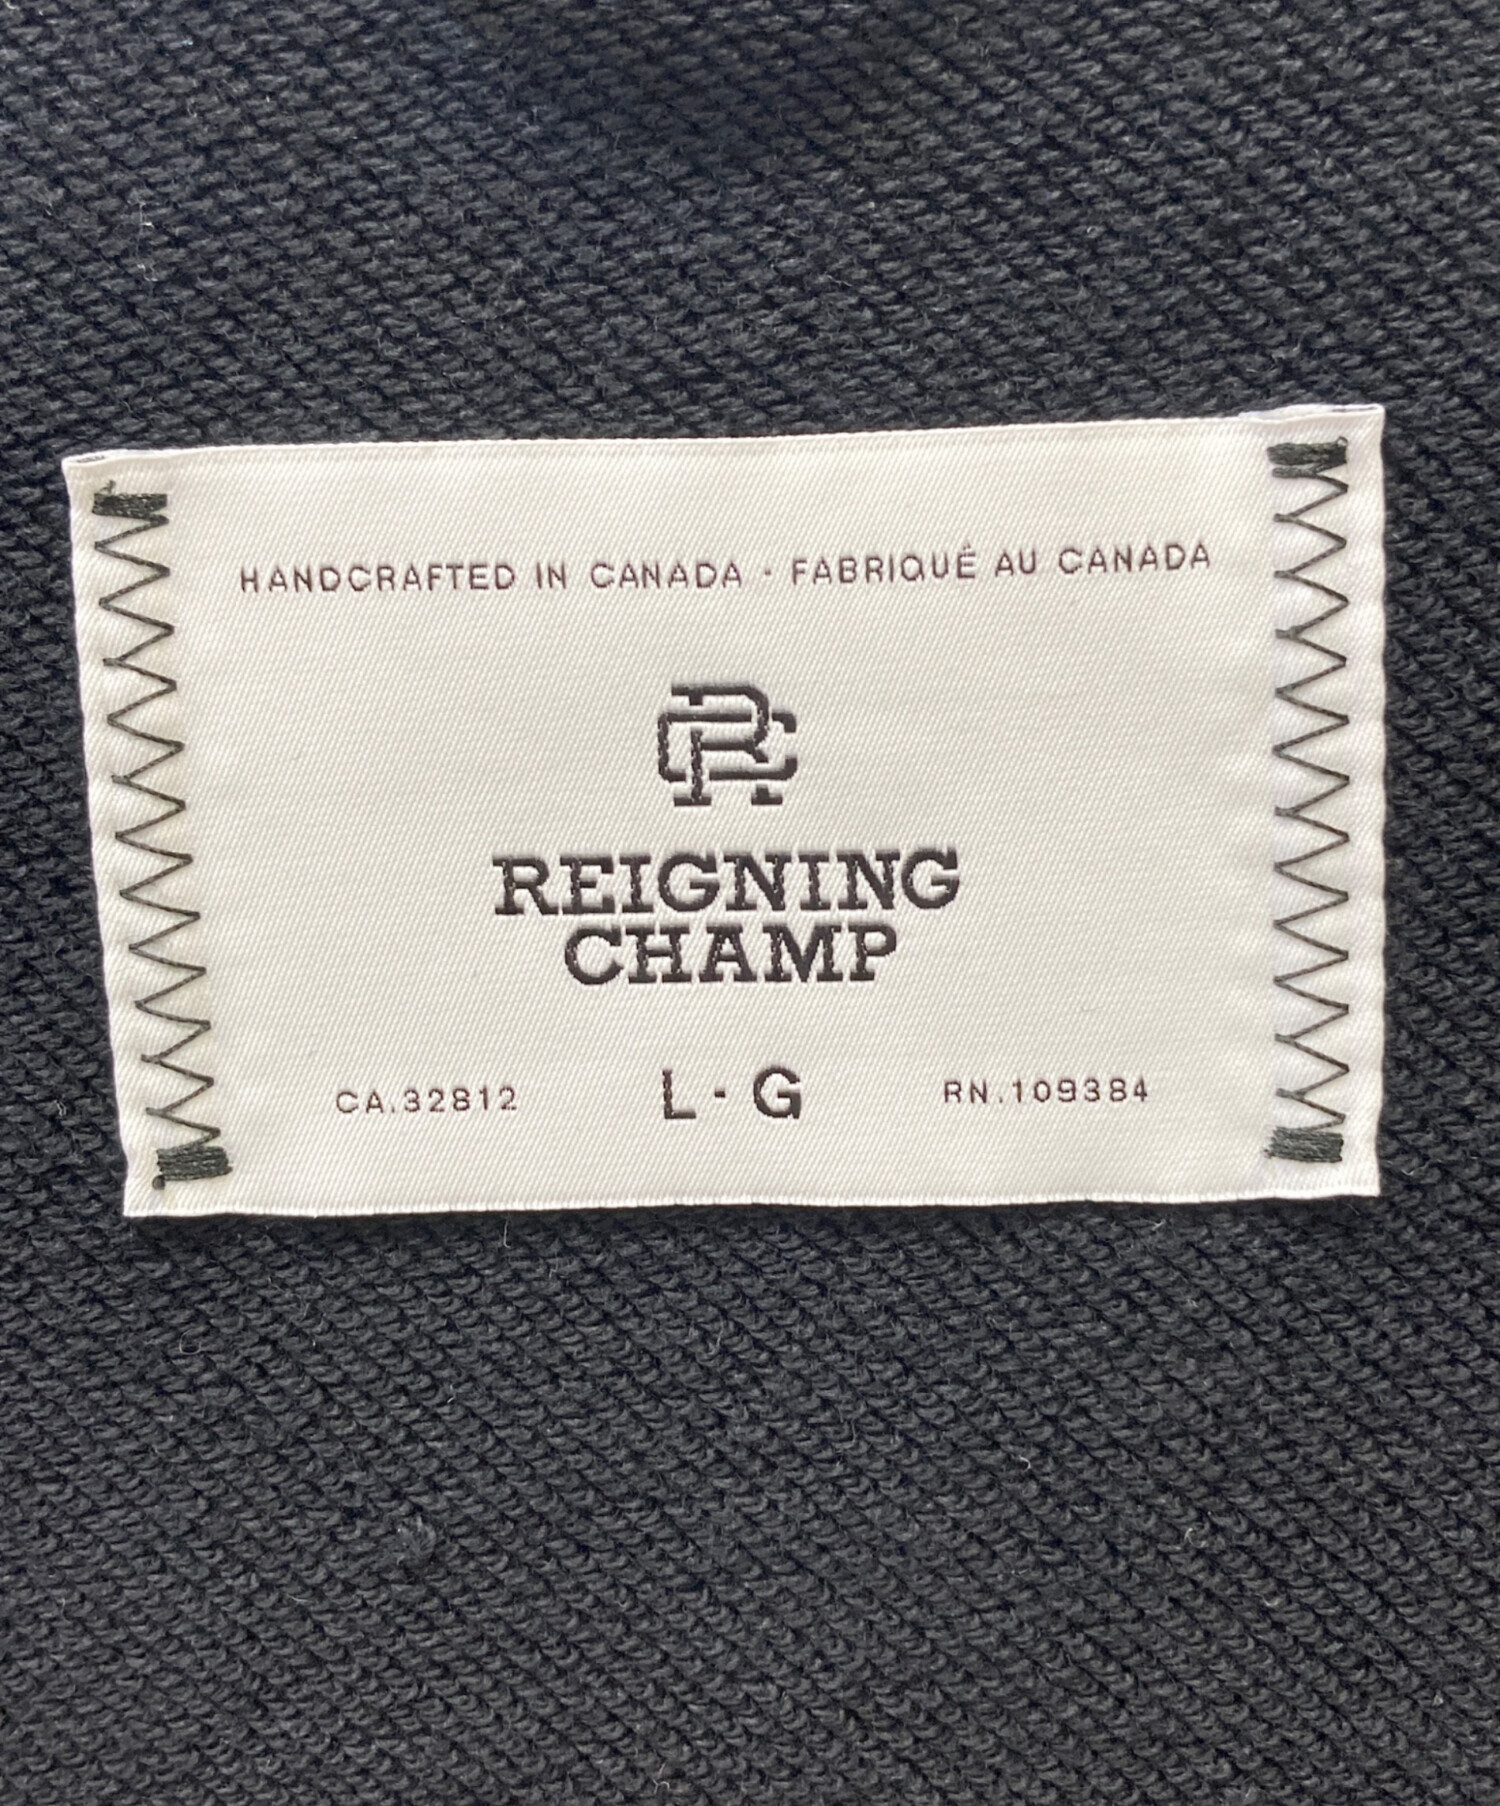 HANDCRAFTED IN CANADA · FABRIQUÉ AU CANADA
RC
REIGNING
CHAMP
CA.32812 L · G RN.109384